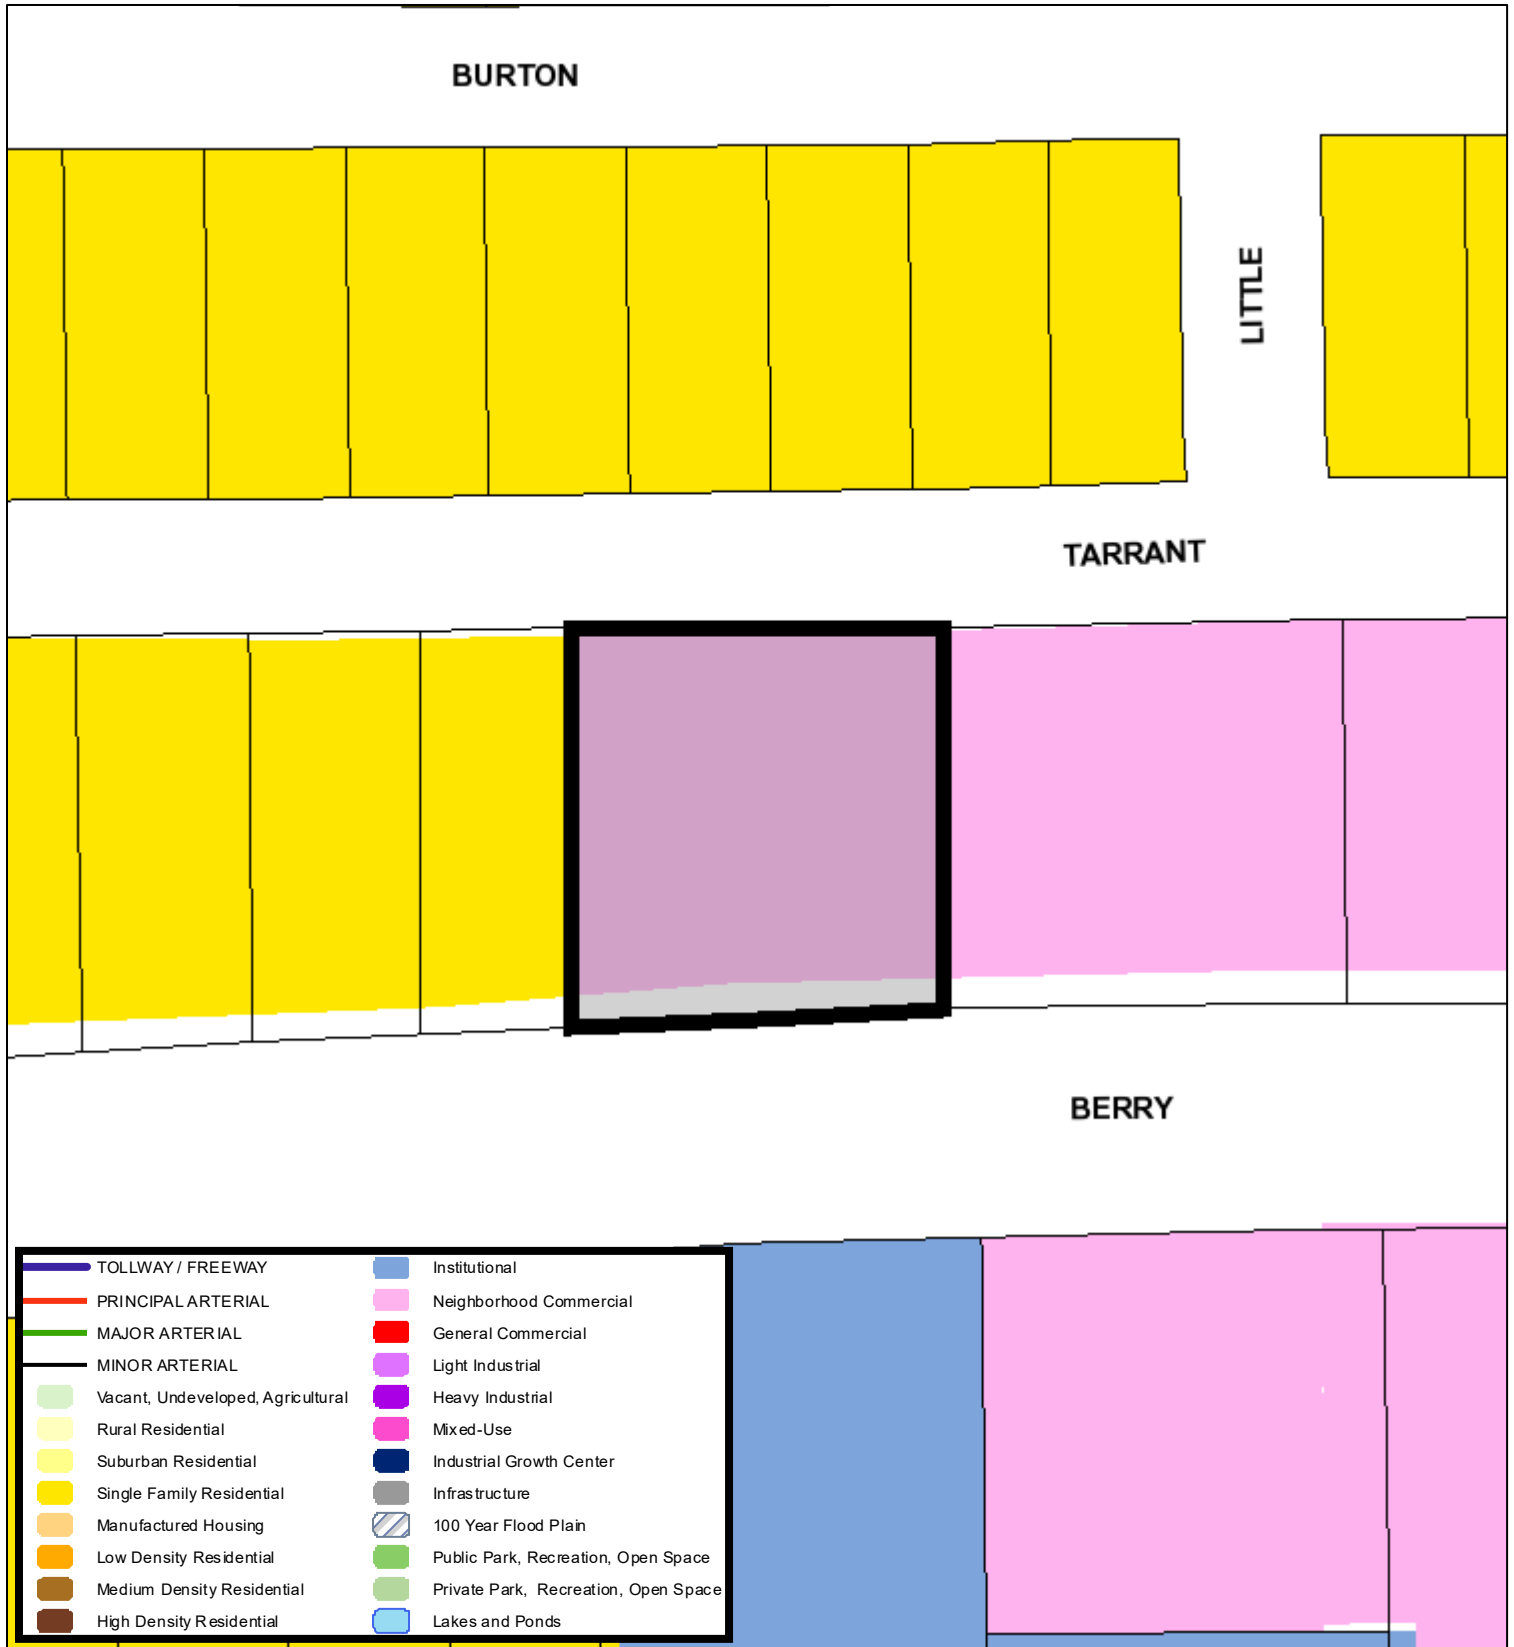 BURTON
LITTLE
TARRANT
BERRY
TOLLWAY / FREEWAY
PRINCIPAL ARTERIAL
MAJOR ARTERIAL
MINOR ARTERIAL
Vacant, Undeveloped, Agricultural
Rural Residential
Suburban Residential
Single Family Residential
Manufactured Housing
Low Density Residential
Medium Density Residential
High Density Residential
Institutional
Neighborhood Commercial
General Commercial
Light Industrial
Heavy Industrial
Mixed-Use
Industrial Growth Center
Infrastructure
100 Year Flood Plain
Public Park, Recreation, Open Space
Private Park, Recreation, Open Space
Lakes and Ponds